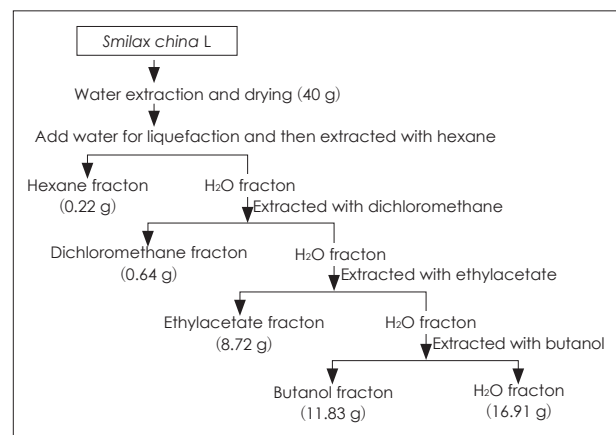 Smilax china L
Water extraction and drying (40 g)
Add water for liquefaction and then extracted with hexane
Hexane fracton H₂O fracton
(0.22 g)
Extracted with dichloromethane
Dichloromethane fracton H₂O fracton
(0.64 g)
Extracted with ethylacetate
Ethylacetate fracton H₂O fracton
(8.72 g)
Extracted with butanol
Butanol fracton H₂O fracton
(11.83 g) (16.91 g)